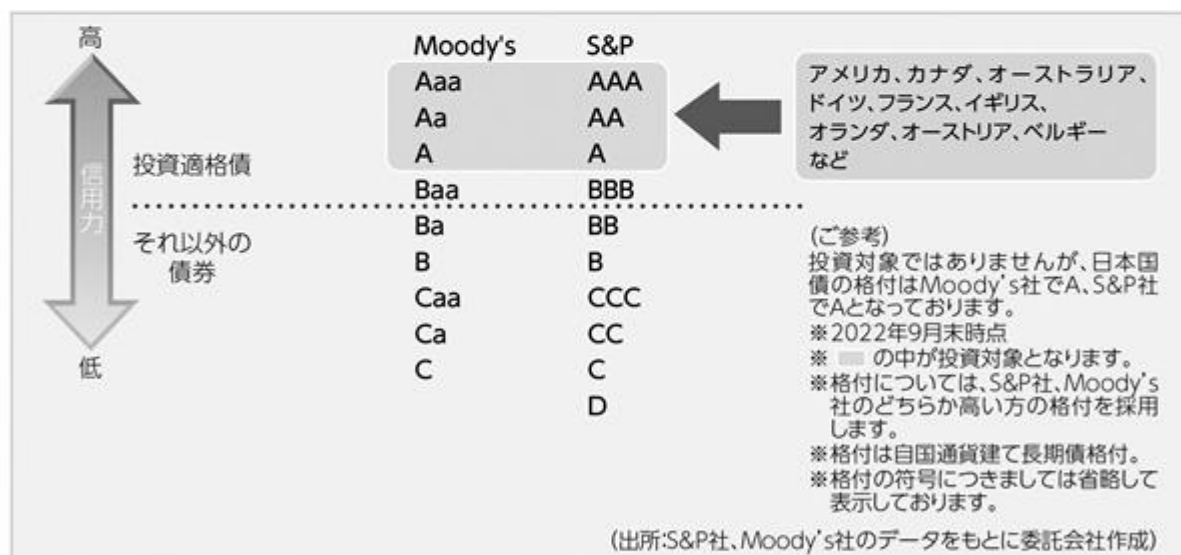 高
信用力
低
投資適格債
それ以外の
債券
Moody's S&P
Aaa AAA
Aa AA
A A
Baa BBB
Ba BB
B B
Caa CCC
Ca CC
C C
D
アメリカ、カナダ、オーストラリア、
ドイツ、フランス、イギリス、
オランダ、オーストリア、ベルギー
など
(ご参考)
投資対象ではありませんが、日本国
債の格付はMoody's社でA、S&P社
でAとなっております。
※2022年9月末時点
※ の中が投資対象となります。
※格付については、S&P社、Moody's
社のどちらか高い方の格付を採用
します。
※格付は自国通貨建て長期債格付。
※格付の符号につきましては省略して
表示しております。
(出所:S&P社、Moody's社のデータをもとに委託会社作成)